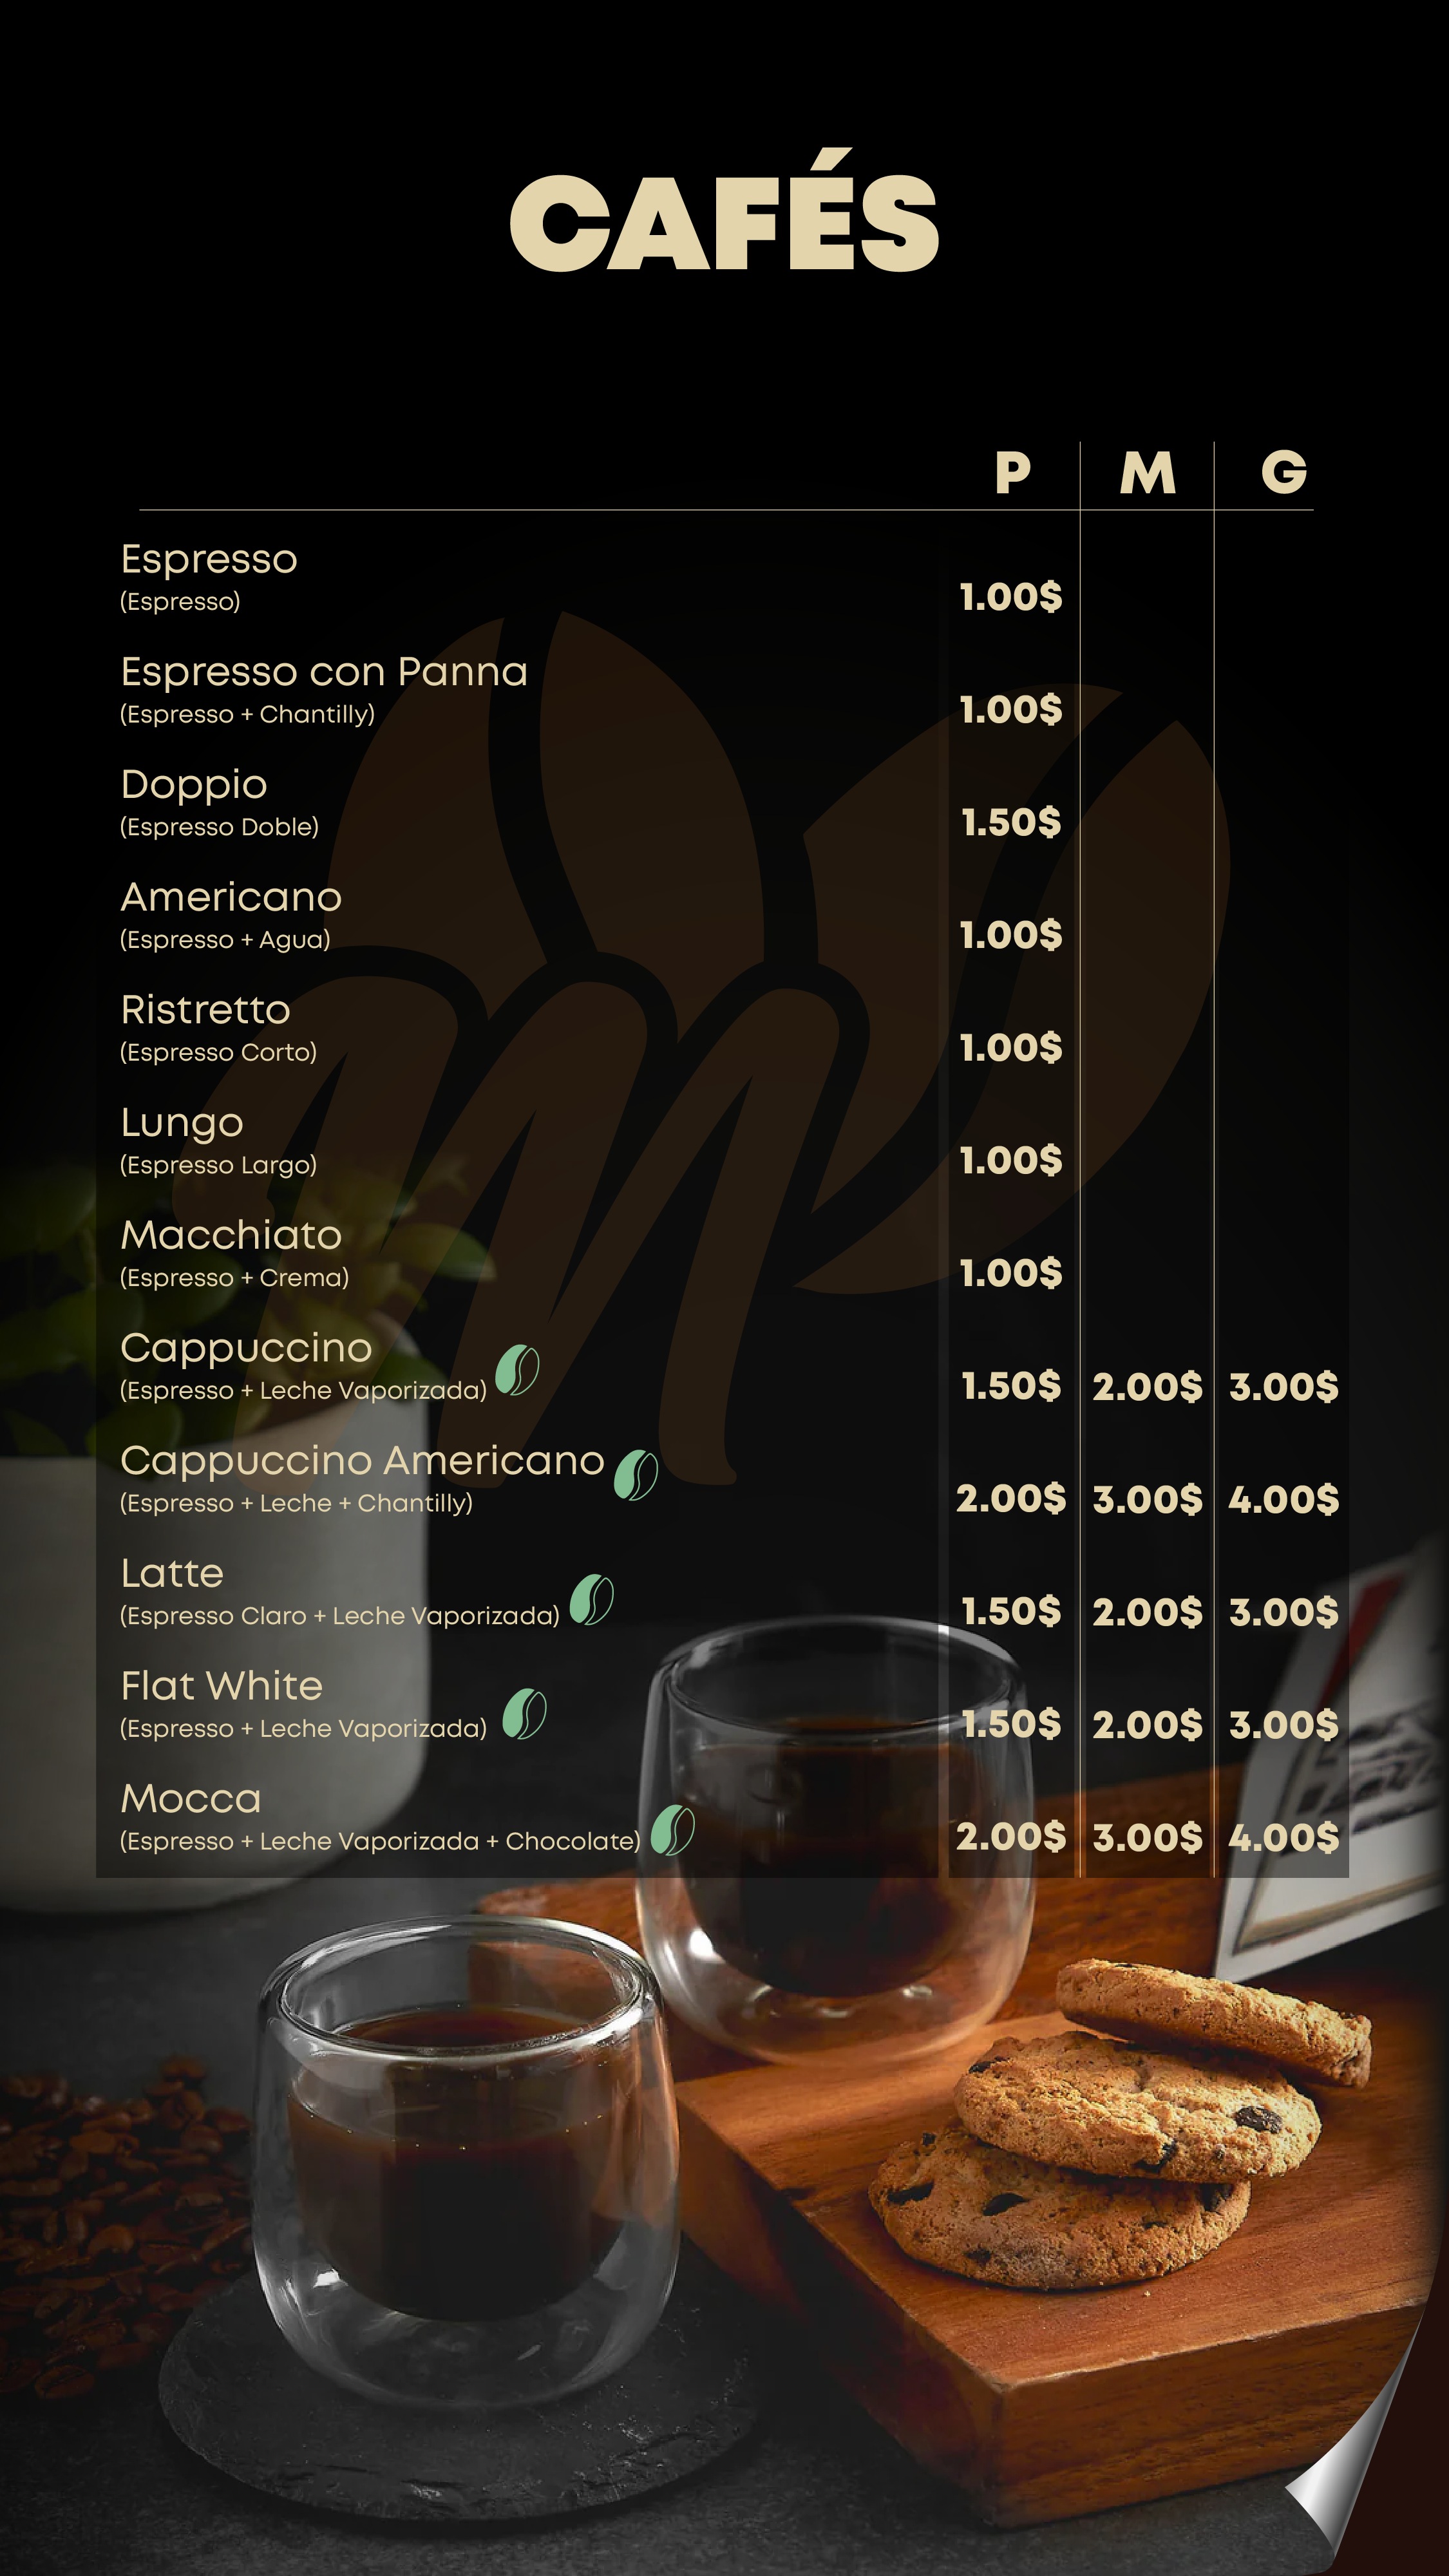 CAFÉS
P M G
Espresso
(Espresso) 1.00$
Espresso con Panna
(Espresso + Chantilly) 1.00$
Doppio
(Espresso Doble) 1.50$
Americano
(Espresso + Agua) 1.00$
Ristretto
(Espresso Corto) 1.00$
Lungo
(Espresso Largo) 1.00$
Macchiato
(Espresso + Crema) 1.00$
Cappuccino
(Espresso + Leche Vaporizada) 1.50$ 2.00$ 3.00$
Cappuccino Americano
(Espresso + Leche + Chantilly) 2.00$ 3.00$ 4.00$
Latte
(Espresso Claro + Leche Vaporizada) 1.50$ 2.00$ 3.00$
Flat White
(Espresso + Leche Vaporizada) 1.50$ 2.00$ 3.00$
Mocca
(Espresso + Leche Vaporizada + Chocolate) 2.00$ 3.00$ 4.00$